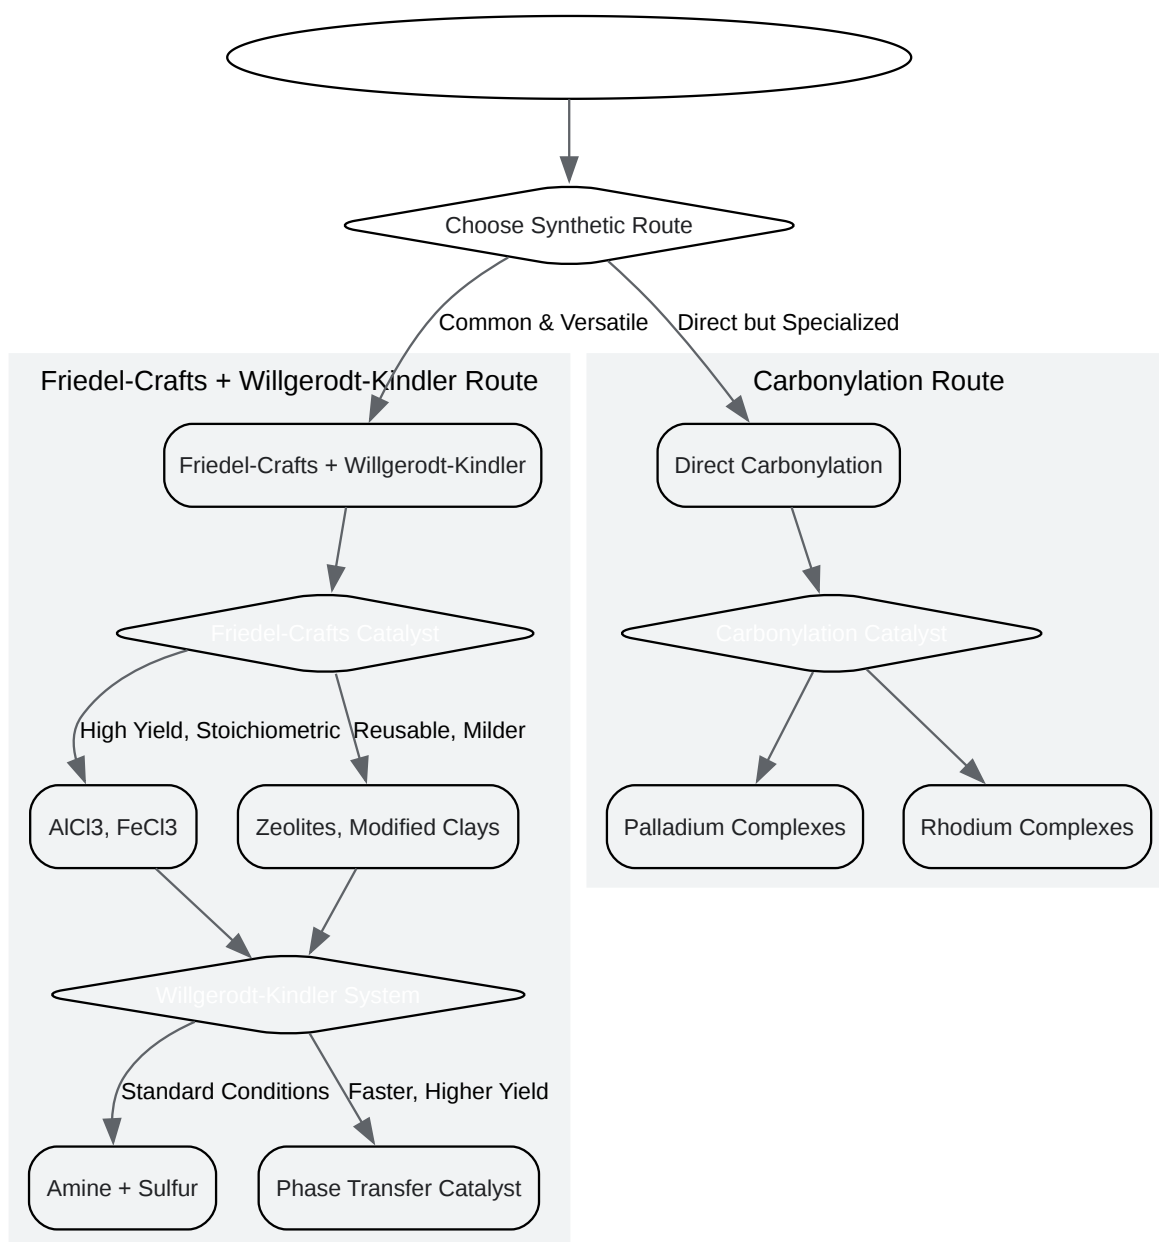 Choose Synthetic Route
Common & Versatile
Direct but Specialized
Friedel-Crafts + Willgerodt-Kindler Route
Carbonylation Route
Friedel-Crafts + Willgerodt-Kindler
Direct Carbonylation
Friedel-Crafts Catalyst
Carbonylation Catalyst
High Yield, Stoichiometric
Reusable, Milder
AlCl3, FeCl3
Zeolites, Modified Clays
Palladium Complexes
Rhodium Complexes
Willgerodt-Kindler System
Standard Conditions
Faster, Higher Yield
Amine + Sulfur
Phase Transfer Catalyst